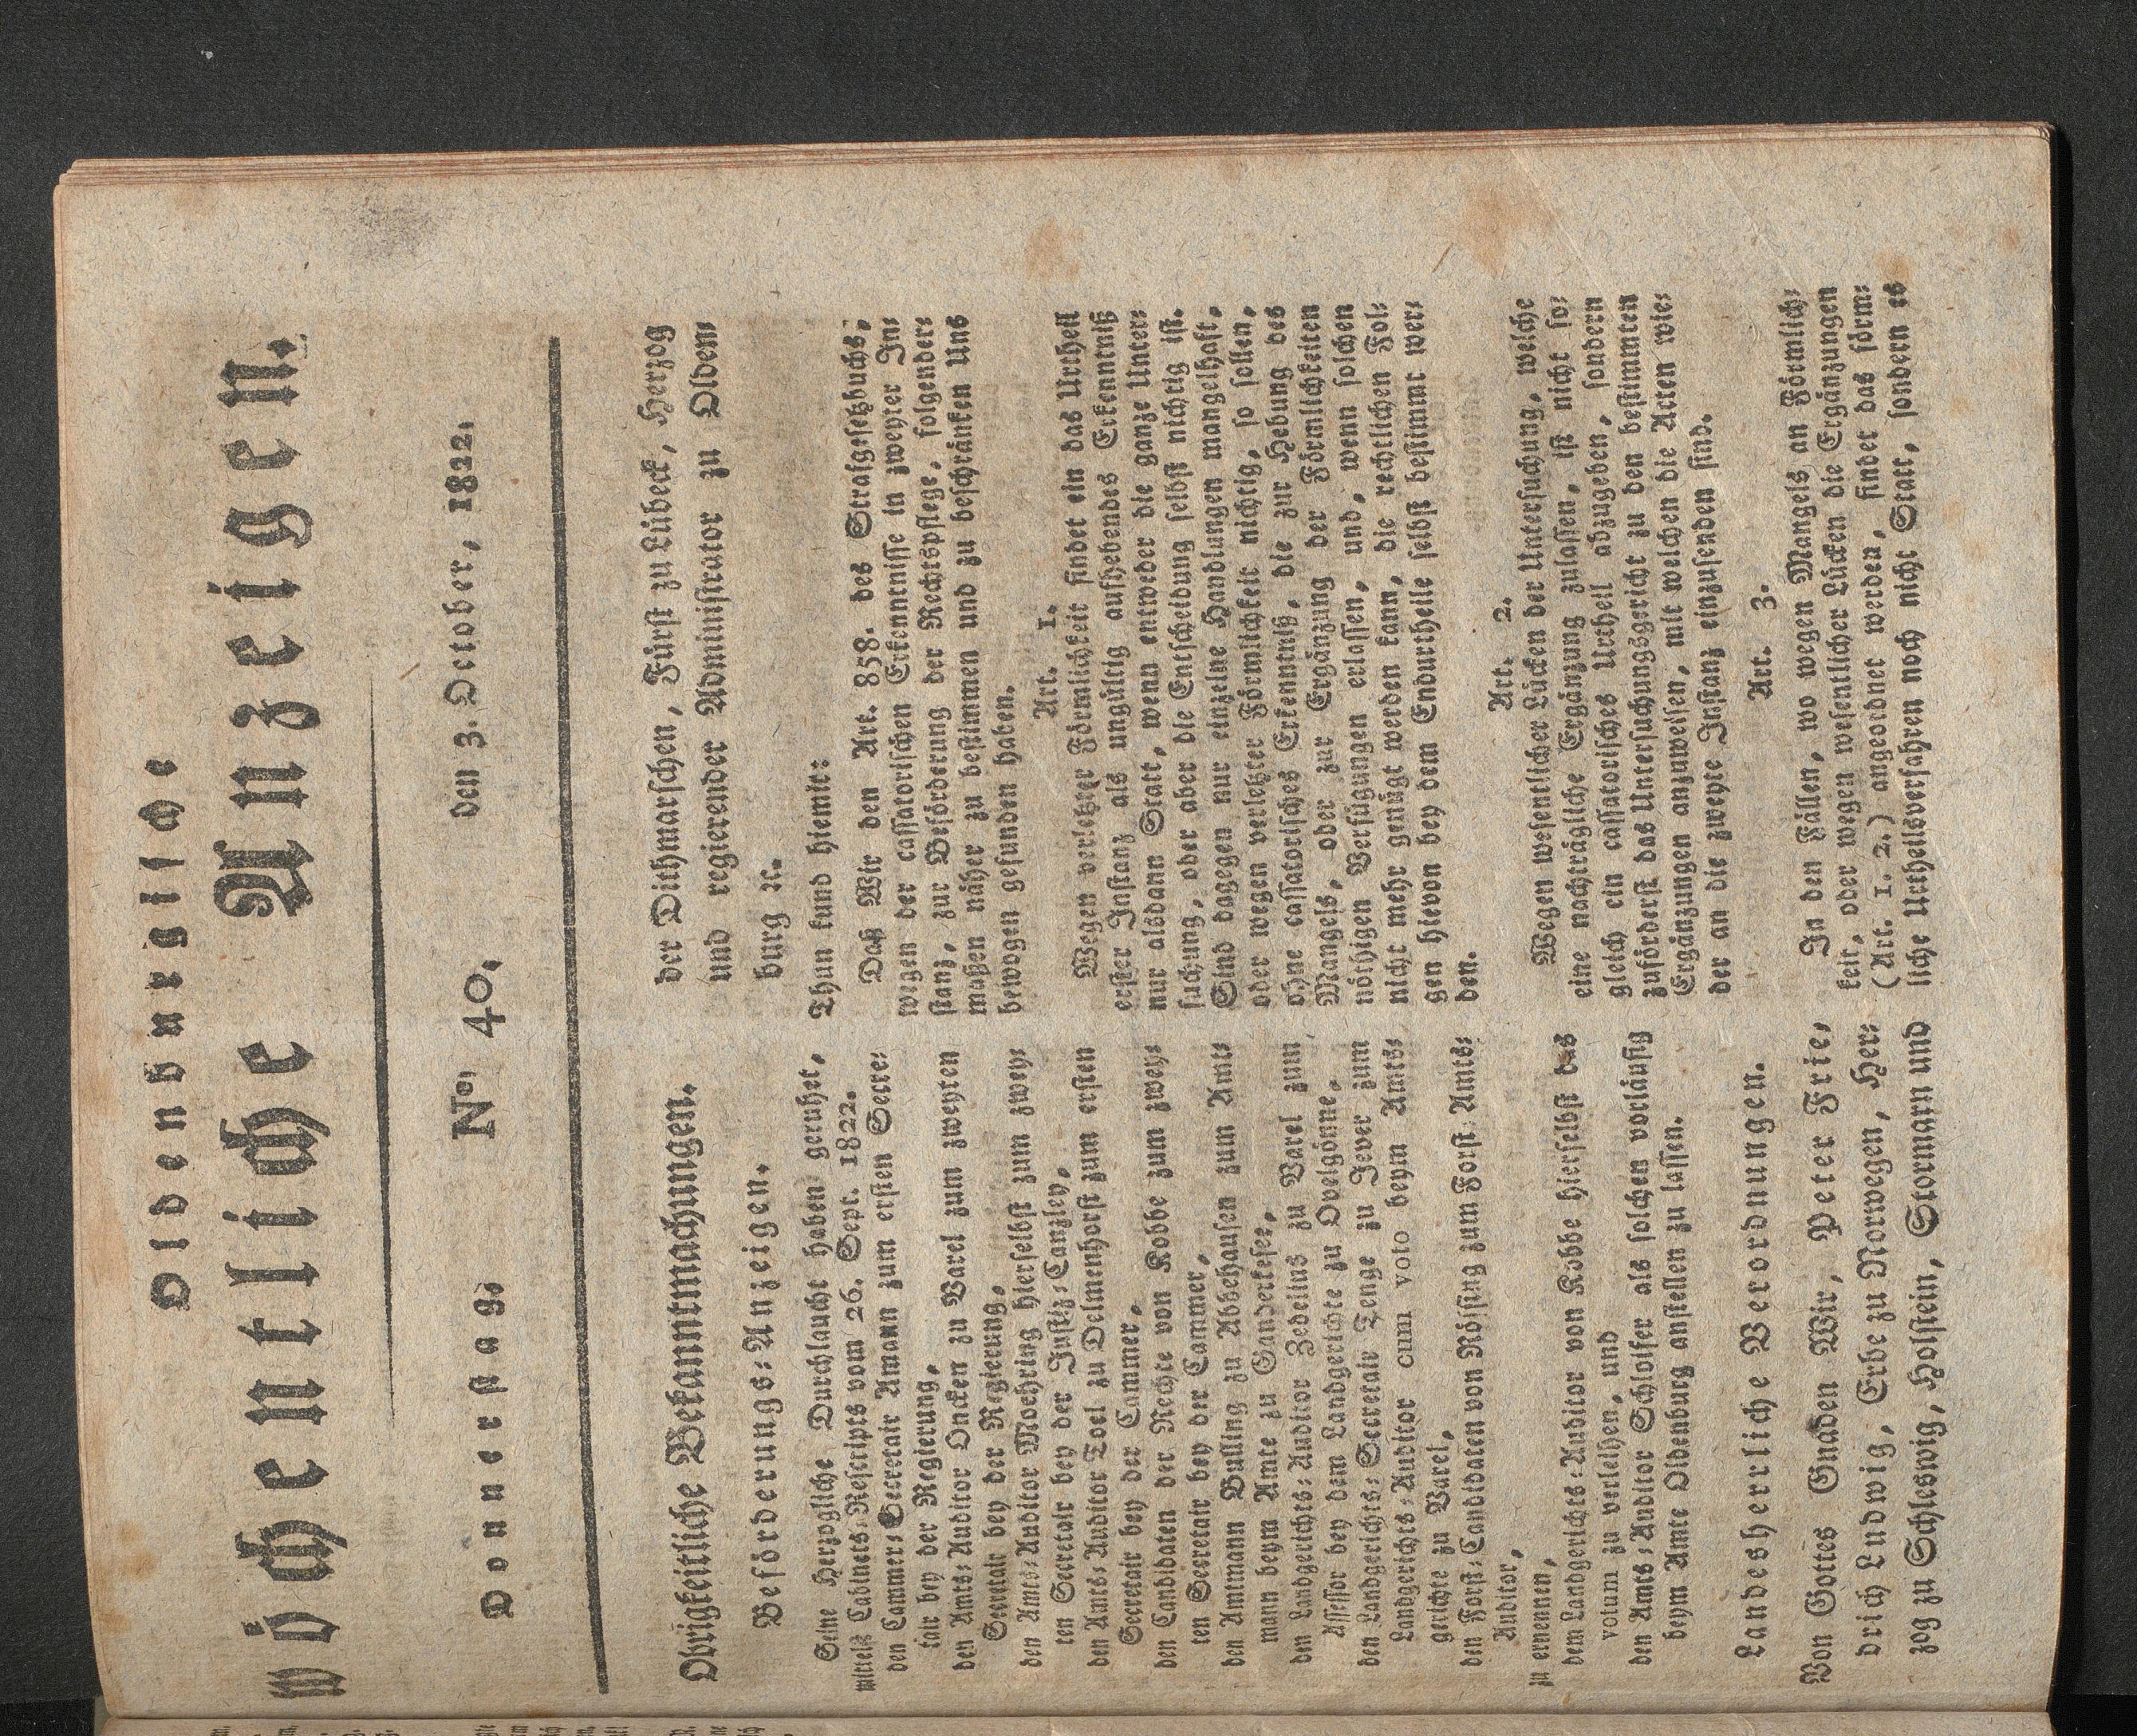 Oldenburgische
wöchentliche Anzeigen.
Donnerstag, No. 40. den 3. October, 1822.
Obrigkeitliche Bekanntmachungen.
Beförderungs-Anzeigen.
Seine Herzogliche Durchlaucht haben geruhet,
mittelst Cabinets-Rescripts vom 26. Sept. 1822.
den Cammer-Secretair Amann zum ersten Secre-
tair bey der Regierung,
den Amts-Auditor Oncken zu Varel zum zweyten
Secretair bey der Regierung,
den Amts-Auditor Moehring hierselbst zum zwey-
ten Secretair bey der Justiz-Canzley,
den Amts-Auditor Toel zu Delmenhorst zum ersten
Secretair bey der Cammer,
den Candidaten der Rechte von Kobbe zum zwey-
ten Secretair bey der Cammer,
den Amtmann Bulling zu Abbehausen zum Amt-
mann beym Amte zu Ganderkesee,
den Landgerichts-Auditor Zedelius zu Varel zum
Assessor bey dem Landgerichte zu Ovelgönne,
den Landgerichts-Secretair Tenge zu Jever zum
Landgerichts-Auditor cum voto beym Amts-
gerichte zu Varel,
den Forst-Candidaten von Rössing zum Forst-Amts-
Auditor,
zu ernennen,
dem Landgerichts-Auditor von Kobbe hierselbst das
votum zu verleihen, und
den Amts-Auditor Schloifer als solchen vorläufig
beym Amte Oldenburg anstellen zu lassen.
Landesherrliche Verordnungen.
Von Gottes Gnaden Wir, Peter Frie-
drich Ludwig, Erbe zu Norwegen, Her-
zog zu Schleswig, Holstein, Stormarn und
der Dithmarschen, Fürst zu Lübeck, Herzog
und regierender Administrator zu Olden-
burg ꝛc.
Thun kund hiemit:
Daß Wir den Art. 858. des Strafgesetzbuchs,
wegen der cassatorischen Erkenntnisse in zweyter In-
stanz, zur Beförderung der Rechtspflege, folgender-
maßen näher zu bestimmen und zu beschränken Uns
bewogen gefunden haben.
Art. 1.
Wegen verletzter Förmlichkeit findet ein das Urtheil
erster Instanz als ungültig aufhebendes Erkenntniß
nur alsdann Statt, wenn entweder die ganze Unter-
suchung, oder aber die Entscheidung selbst nichtig ist.
Sind dagegen nur einzelne Handlungen mangelhaft,
oder wegen verletzter Förmlichkeit nichtig, so sollen,
ohne cassatorisches Erkenntniß, die zur Hebung des
Mangels, oder zur Ergänzung der Förmlichkeiten
nöthigen Verfügungen erlassen, und, wenn solchen
nicht mehr genügt werden kann, die rechtlichen Fol-
gen hievon bey dem Endurtheile selbst bestimmt wer-
den.
Art. 2.
Wegen wesentlicher Lücken der Untersuchung, welche
eine nachträgliche Ergänzung zulassen, ist nicht so-
gleich ein cassatorisches Urtheil abzugeben, sondern
zuförderst das Untersuchungsgericht zu den bestimmten
Ergänzungen anzuweisen, mit welchen die Acten wie-
der an die zweyte Instanz einzusenden sind.
Art. 3.
In den Fällen, wo wegen Mangels an Förmlich-
keit, oder wegen wesentlicher Lücken die Ergänzungen
(Art. 1. 2.) angeordnet werden, findet das förm-
liche Urtheilsverfahren noch nicht Statt, sondern es